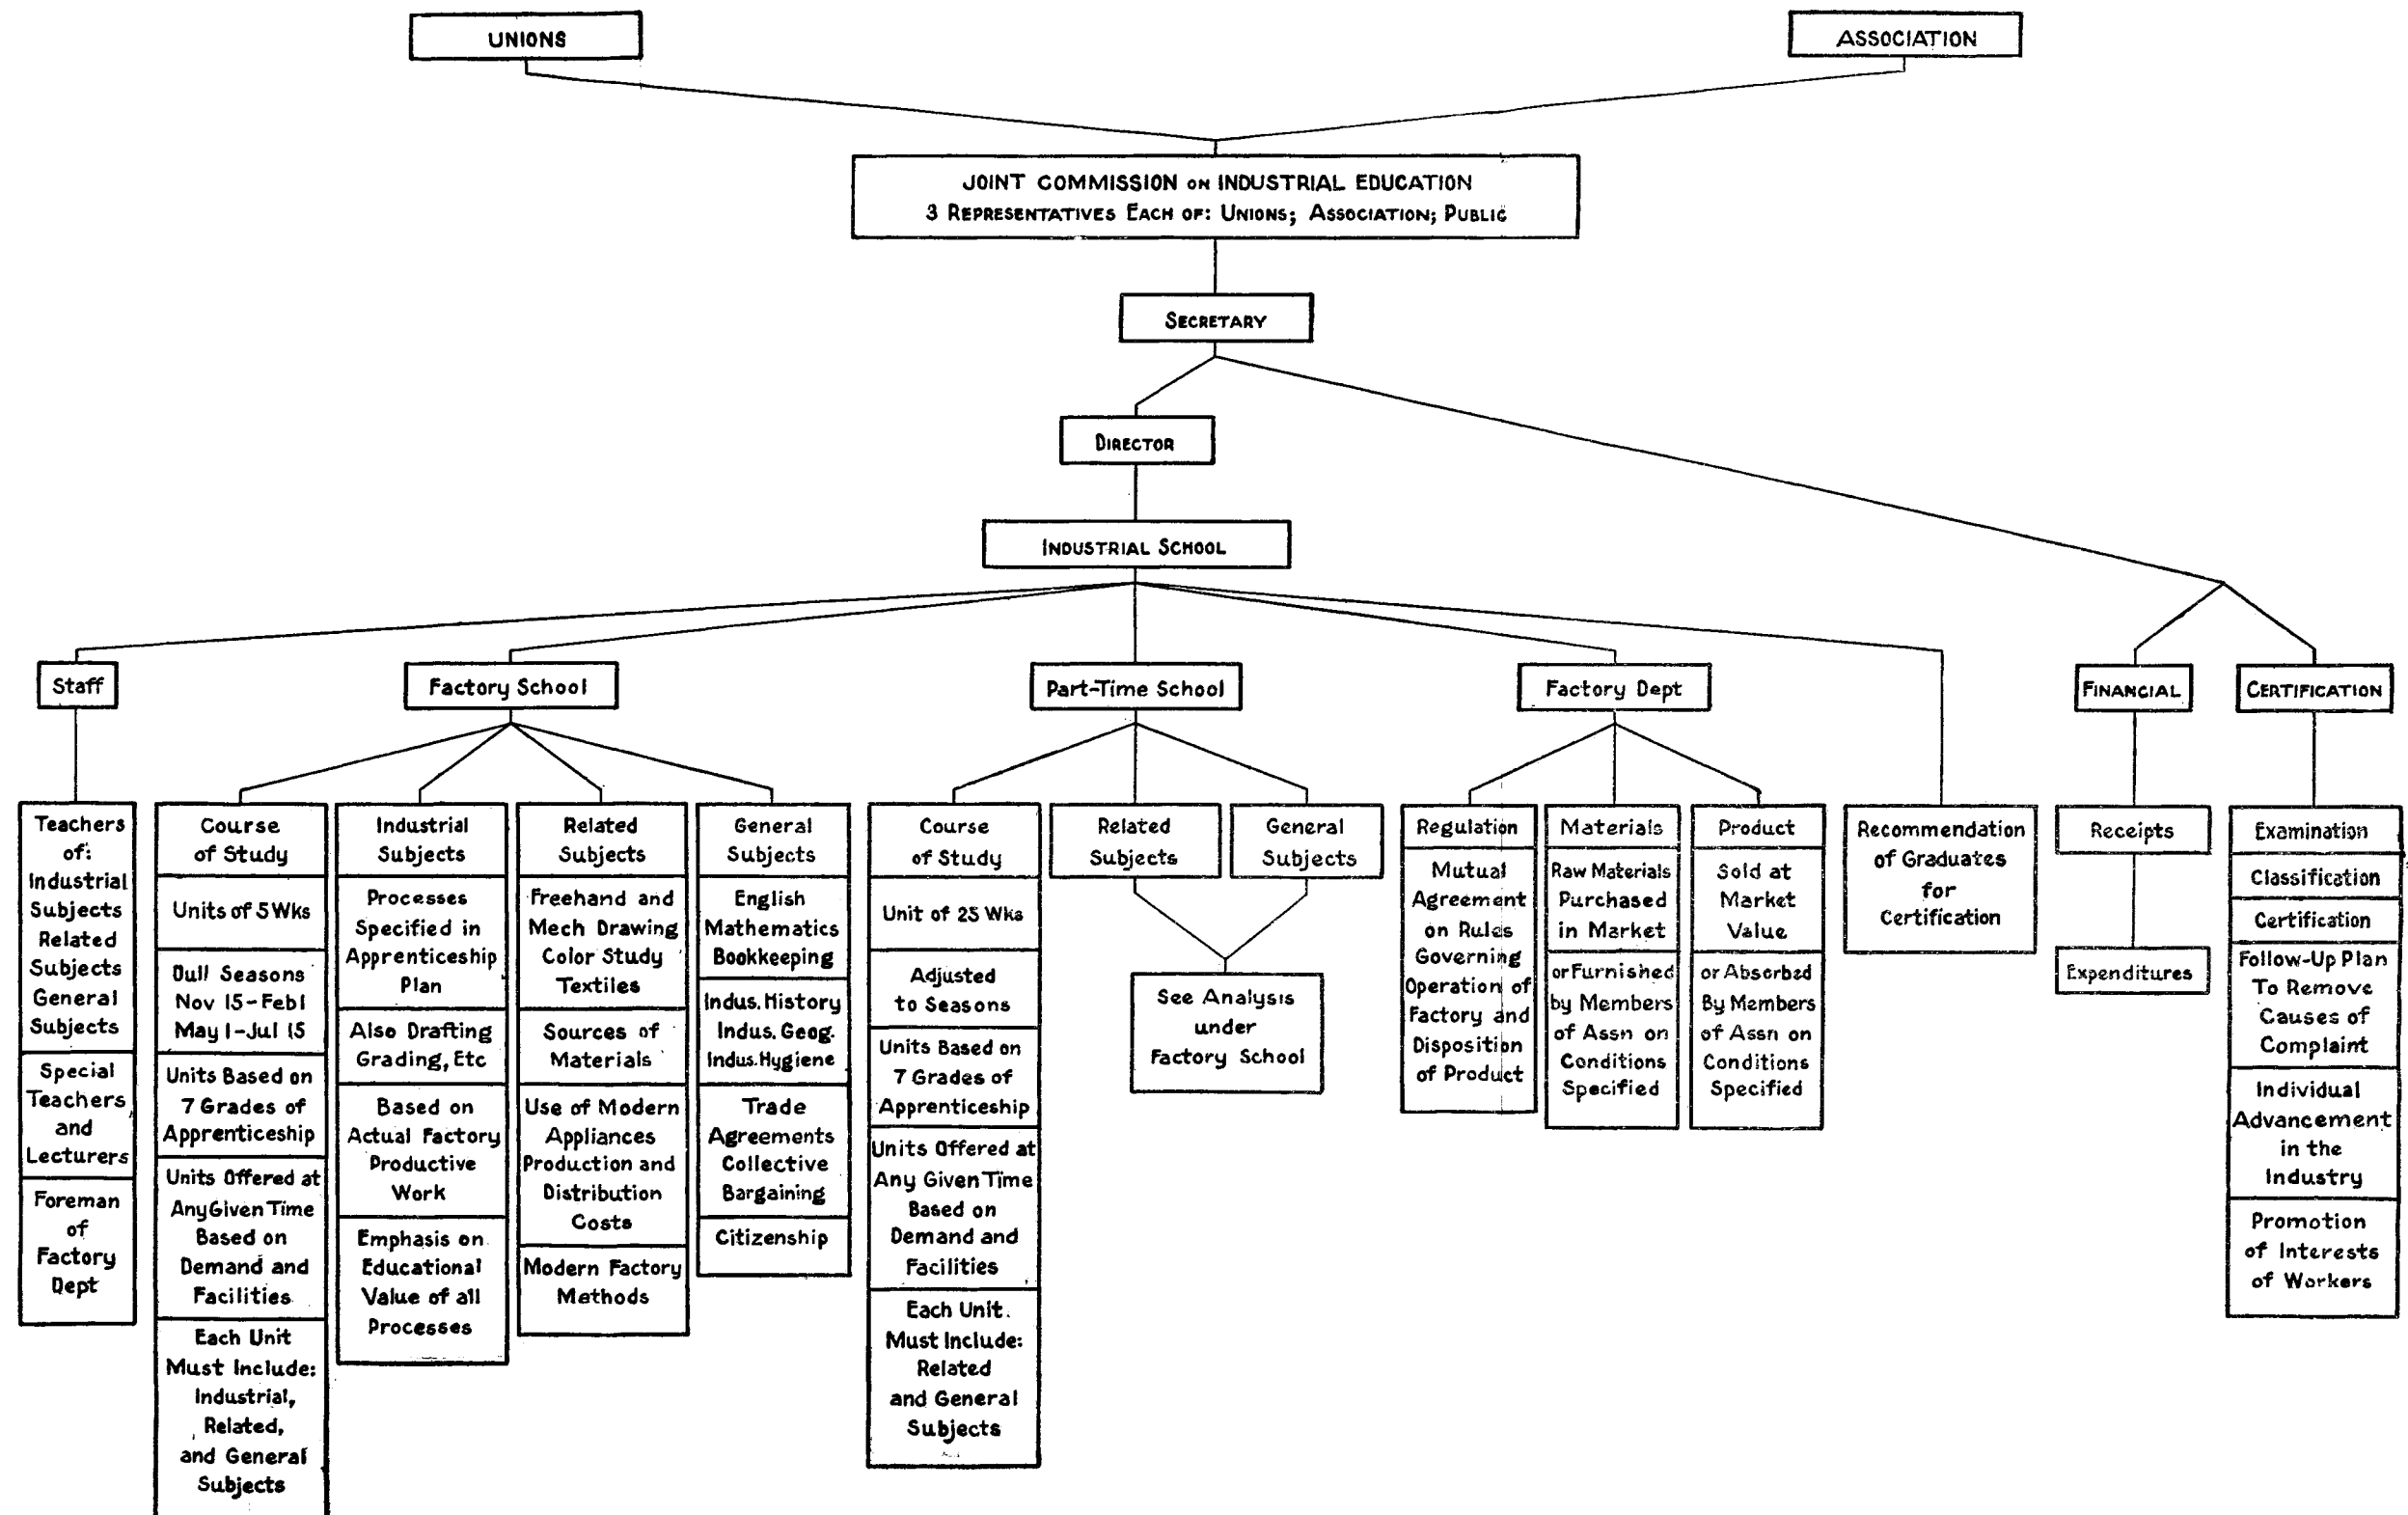 UNIONS
ASSOCIATION
JOINT COMMISSION ON INDUSTRIAL EDUCATION
3 REPRESENTATIVES EACH OF: UNIONS; ASSOCIATION; PUBLIC
SECRETARY
DIRECTOR
INDUSTRIAL SCHOOL
Staff
Factory School
Part-Time School
Factory Dept
FINANCIAL
CERTIFICATION
Teachers
of:
Industrial
Subjects
Related
Subjects
General
Subjects
Special
Teachers
and
Lecturers
Foreman
of
Factory
Dept
Course
of Study
Units of 5 Wks
Dull Seasons
Nov 15-Feb 1
May 1-Jul 15
Units Based on
7 Grades of
Apprenticeship
Units Offered at
Any Given Time
Based on
Demand and
Facilities
Each Unit
Must Include:
Industrial,
Related,
and General
Subjects
Industrial
Subjects
Processes
Specified in
Apprenticeship
Plan
Also Drafting
Grading, Etc
Based on
Actual Factory
Productive
Work
Emphasis on
Educational
Value of all
Processes
Related
Subjects
Freehand and
Mech Drawing
Color Study
Textiles
Sources of
Materials
Use of Modern
Appliances
Production and
Distribution
Costs
Modern Factory
Methods
General
Subjects
English
Mathematics
Bookkeeping
Indus. History
Indus. Geog.
Indus. Hygiene
Trade
Agreements
Collective
Bargaining
Citizenship
Course
of Study
Unit of 25 Wks
Adjusted
to Seasons
Units Based on
7 Grades of
Apprenticeship
Units Offered at
Any Given Time
Based on
Demand and
Facilities
Each Unit
Must Include:
Related
and General
Subjects
Related
Subjects
General
Subjects
See Analysis
under
Factory School
Regulation
Mutual
Agreement
on Rules
Governing
Operation of
Factory and
Disposition
of Product
Materials
Raw Materials
Purchased
in Market
or Furnished
by Members
of Assn on
Conditions
Specified
Product
Sold at
Market
Value
or Absorbed
By Members
of Assn on
Conditions
Specified
Recommendation
of Graduates
for
Certification
Receipts
Expenditures
Examination
Classification
Certification
Follow-Up Plan
To Remove
Causes of
Complaint
Individual
Advancement
in the
Industry
Promotion
of Interests
of Workers